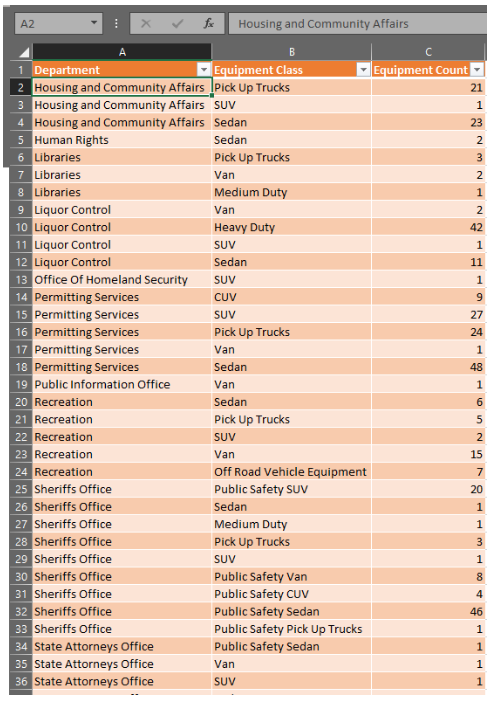 A2 fx Housing and Community Affairs
A B C
1 Department Equipment Class Equipment Count
2 Housing and Community Affairs Pick Up Trucks 21
3 Housing and Community Affairs SUV 1
4 Housing and Community Affairs Sedan 23
5 Human Rights Sedan 2
6 Libraries Pick Up Trucks 3
7 Libraries Van 2
8 Libraries Medium Duty 1
9 Liquor Control Van 2
10 Liquor Control Heavy Duty 42
11 Liquor Control SUV 1
12 Liquor Control Sedan 11
13 Office Of Homeland Security SUV 1
14 Permitting Services CUV 9
15 Permitting Services SUV 27
16 Permitting Services Pick Up Trucks 24
17 Permitting Services Van 1
18 Permitting Services Sedan 48
19 Public Information Office Van 1
20 Recreation Sedan 6
21 Recreation Pick Up Trucks 5
22 Recreation SUV 2
23 Recreation Van 15
24 Recreation Off Road Vehicle Equipment 7
25 Sheriffs Office Public Safety SUV 20
26 Sheriffs Office Sedan 1
27 Sheriffs Office Medium Duty 1
28 Sheriffs Office Pick Up Trucks 3
29 Sheriffs Office SUV 1
30 Sheriffs Office Public Safety Van 8
31 Sheriffs Office Public Safety CUV 4
32 Sheriffs Office Public Safety Sedan 46
33 Sheriffs Office Public Safety Pick Up Trucks 1
34 State Attorneys Office Public Safety Sedan 1
35 State Attorneys Office Van 1
36 State Attorneys Office SUV 1